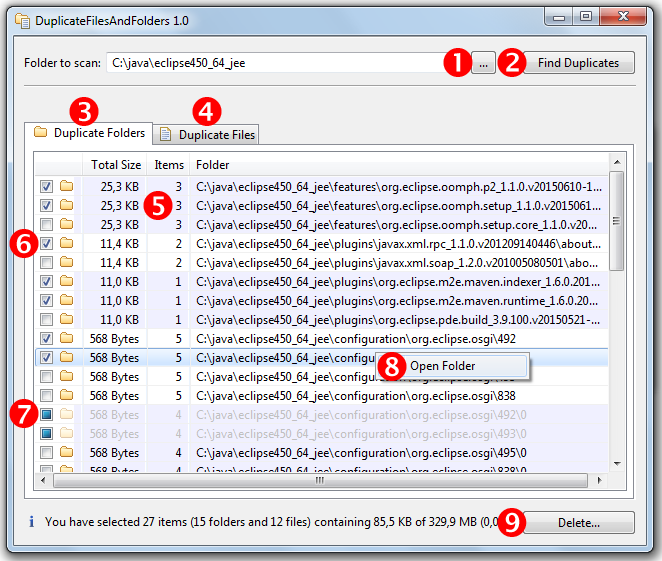 DuplicateFilesAndFolders 1.0
Folder to scan: C:\java\eclipse450_64_jee 1 ... 2 Find Duplicates
3 4
Duplicate Folders Duplicate Files
Total Size Items Folder
25,3 KB 3 C:\java\eclipse450_64_jee\features\org.eclipse.oomph.p2_1.1.0.v20150610-1...
25,3 KB 5 3 C:\java\eclipse450_64_jee\features\org.eclipse.oomph.setup_1.1.0.v2015061...
25,3 KB 3 C:\java\eclipse450_64_jee\features\org.eclipse.oomph.setup.core_1.1.0.v20...
6 11,4 KB 2 C:\java\eclipse450_64_jee\plugins\javax.xml.rpc_1.1.0.v201209140446\about...
11,4 KB 2 C:\java\eclipse450_64_jee\plugins\javax.xml.soap_1.2.0.v201005080501\abo...
11,0 KB 1 C:\java\eclipse450_64_jee\plugins\org.eclipse.m2e.maven.indexer_1.6.0.201...
11,0 KB 1 C:\java\eclipse450_64_jee\plugins\org.eclipse.m2e.maven.runtime_1.6.0.20...
11,0 KB 1 C:\java\eclipse450_64_jee\plugins\org.eclipse.pde.build_3.9.100.v20150521-...
568 Bytes 5 C:\java\eclipse450_64_jee\configuration\org.eclipse.osgi\492
568 Bytes 5 C:\java\eclipse450_64_jee\configu
8 Open Folder
568 Bytes 5 C:\java\eclipse450_64_jee\configuration\org.eclipse.osgi\
568 Bytes 5 C:\java\eclipse450_64_jee\configuration\org.eclipse.osgi\838
7 568 Bytes 4 C:\java\eclipse450_64_jee\configuration\org.eclipse.osgi\492\0
568 Bytes 4 C:\java\eclipse450_64_jee\configuration\org.eclipse.osgi\493\0
568 Bytes 4 C:\java\eclipse450_64_jee\configuration\org.eclipse.osgi\495\0
568 Bytes 4 C:\java\eclipse450_64_jee\configuration\org.eclipse.osgi\838\0
i You have selected 27 items (15 folders and 12 files) containing 85,5 KB of 329,9 MB (0,0 9 Delete...